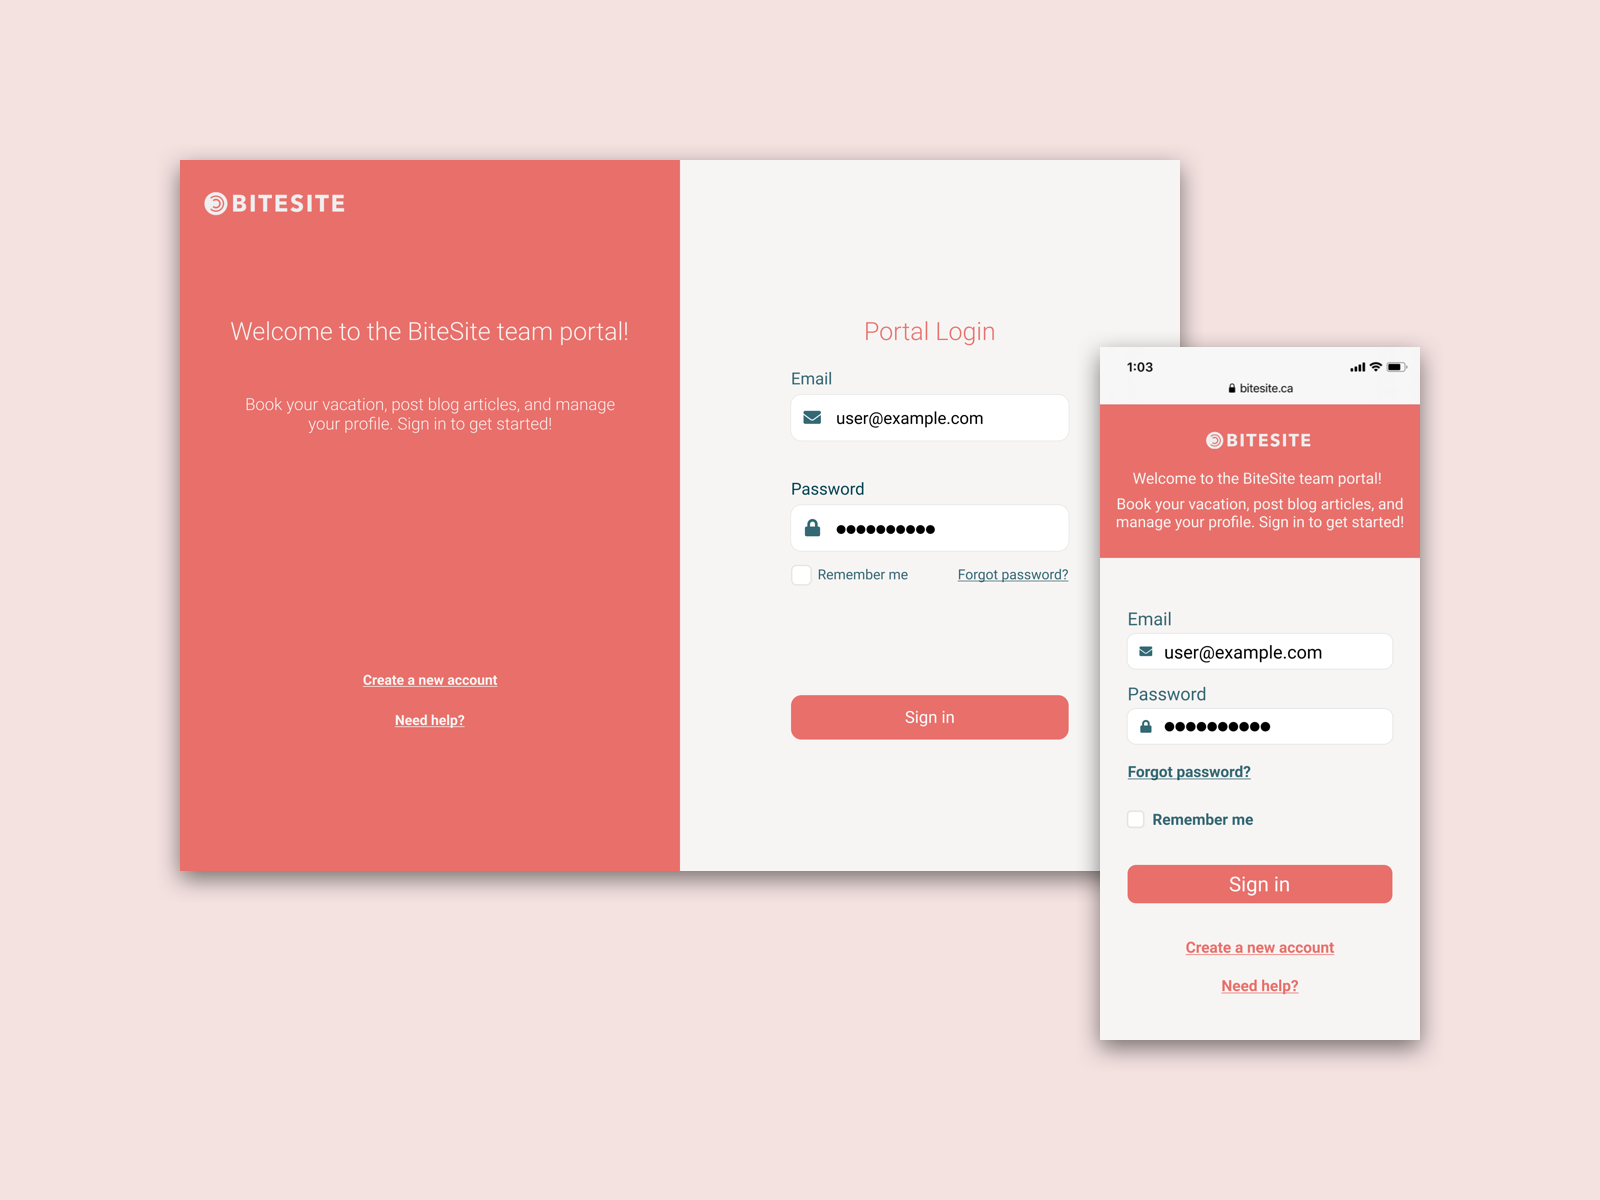 BITESITE
Welcome to the BiteSite team portal!
Book your vacation, post blog articles, and manage
your profile. Sign in to get started!
Create a new account
Need help?
Portal Login
Email
user@example.com
Password
Remember me
Forgot password?
Sign in
1:03
bitesite.ca
BITESITE
Welcome to the BiteSite team portal!
Book your vacation, post blog articles, and
manage your profile. Sign in to get started!
Email
user@example.com
Password
Forgot password?
Remember me
Sign in
Create a new account
Need help?